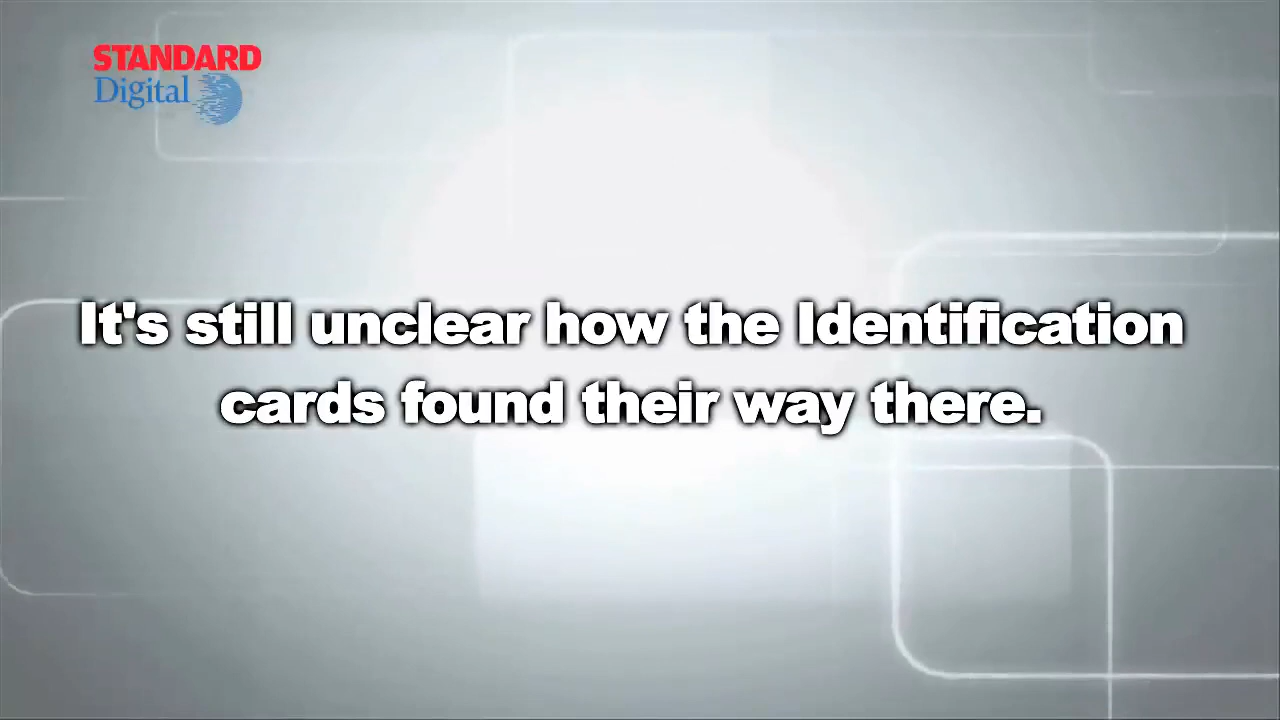 STANDARD
Digital
It's still unclear how the Identification
cards found their way there.